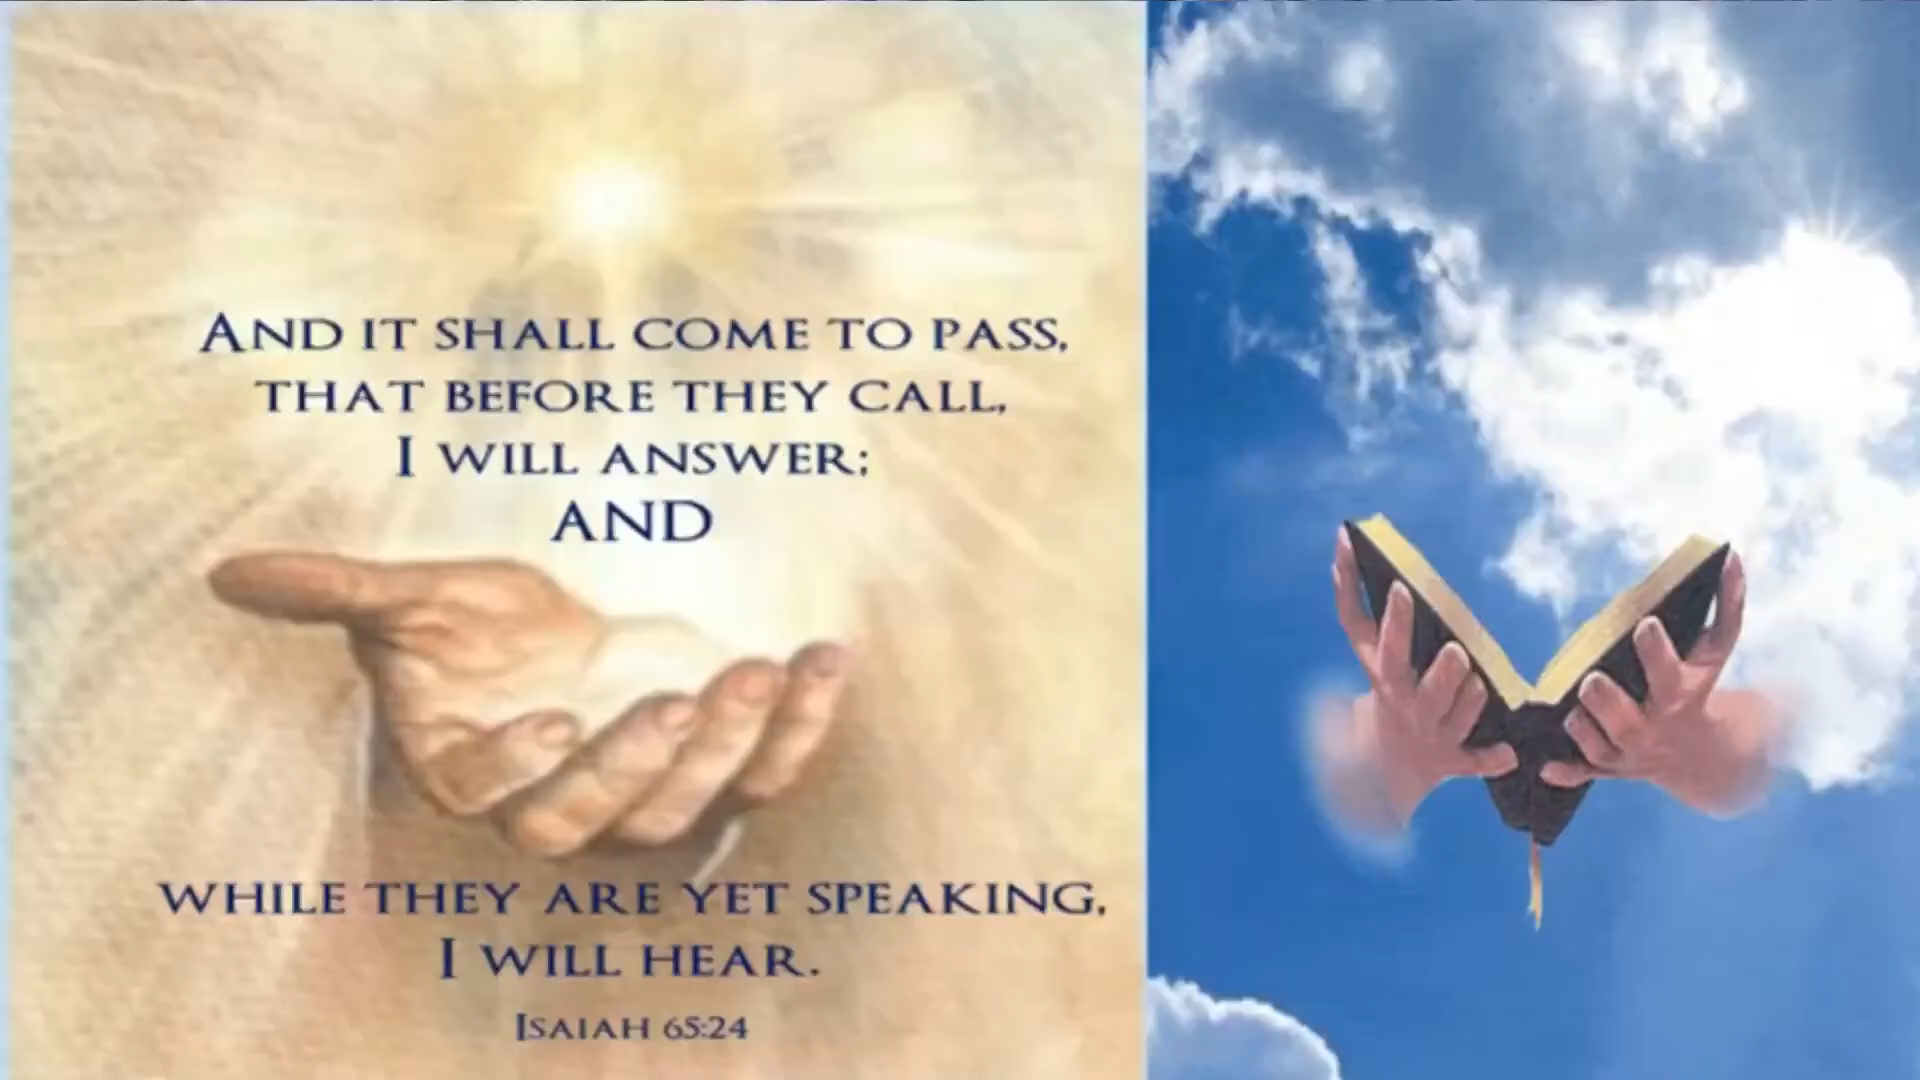 AND IT SHALL COME TO PASS,
THAT BEFORE THEY CALL,
I WILL ANSWER;
AND
WHILE THEY ARE YET SPEAKING,
I WILL HEAR.
ISAIAH 65:24